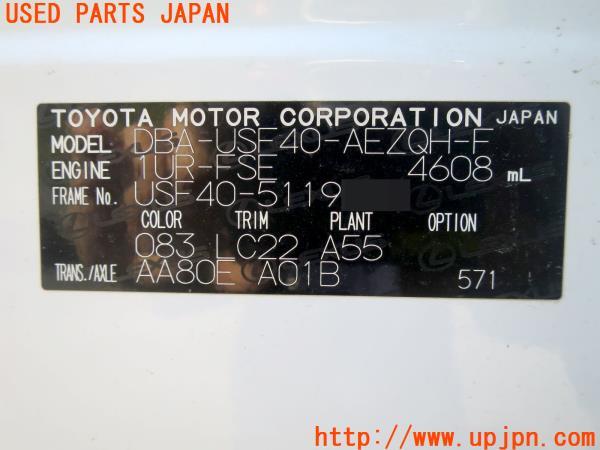 USED PARTS JAPAN
TOYOTA MOTOR CORPORATION JAPAN
MODEL DBA-USF40-AEZQH-F
ENGINE 1UR-FSE 4608 mL
FRAME No. USF40-5119
COLOR TRIM PLANT OPTION
083 LC22 A55
TRANS./AXLE AA80E A01B 571
http://www.upjpn.com